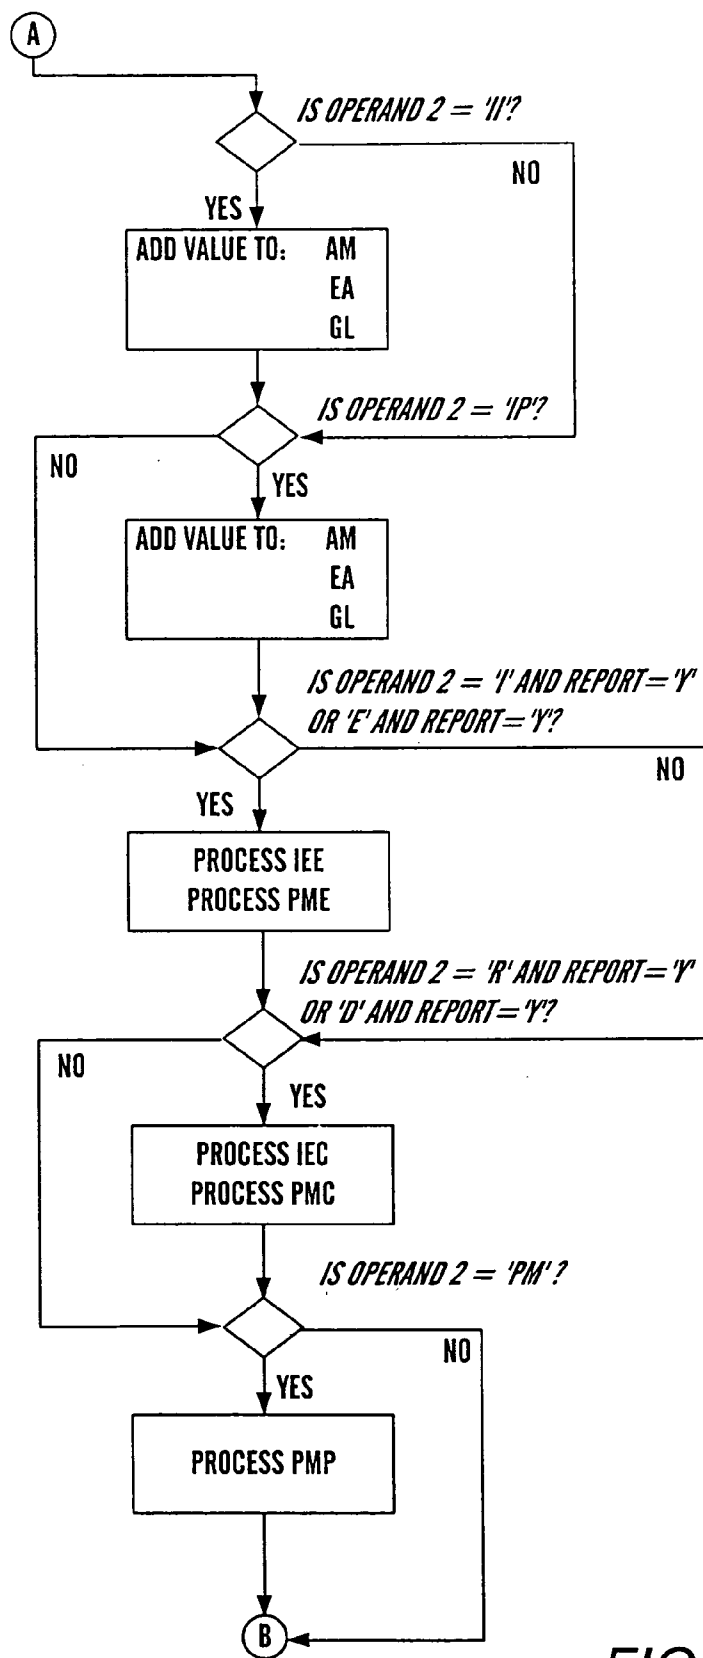 A
IS OPERAND 2 = 'II'?
NO
YES
ADD VALUE TO: AM
EA
GL
IS OPERAND 2 = 'IP'?
NO
YES
ADD VALUE TO: AM
EA
GL
IS OPERAND 2 = 'I' AND REPORT = 'Y'
OR 'E' AND REPORT = 'Y'?
NO
YES
PROCESS IEE
PROCESS PME
IS OPERAND 2 = 'R' AND REPORT = 'Y'
OR 'D' AND REPORT = 'Y'?
NO
YES
PROCESS IEC
PROCESS PMC
IS OPERAND 2 = 'PM'?
NO
YES
PROCESS PMP
B